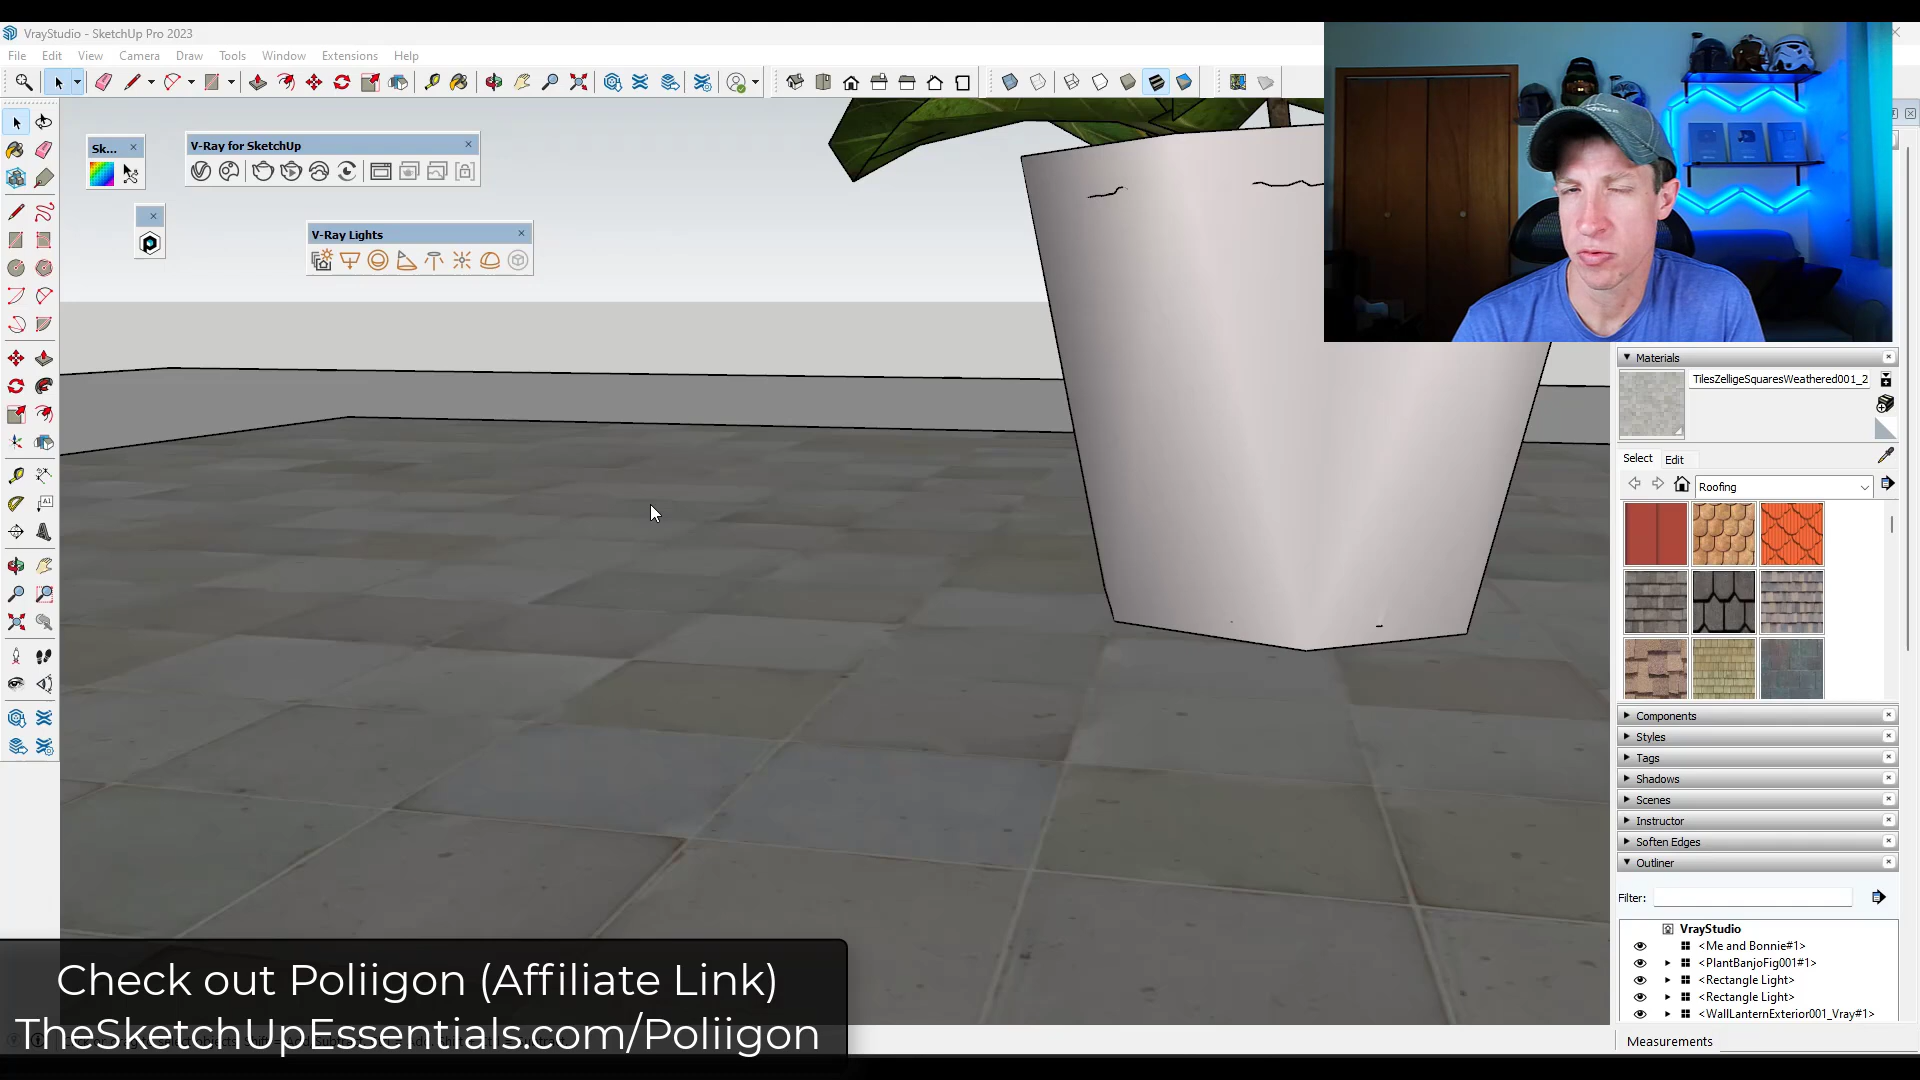 VrayStudio - SketchUp Pro 2023
File Edit View Camera Draw Tools Window Extensions Help
Sk...
V-Ray for SketchUp
V-Ray Lights
Materials
TilesZelligeSquaresWeathered001_2
Select Edit
Roofing
Components
Styles
Tags
Shadows
Scenes
Instructor
Soften Edges
Outliner
Filter:
VrayStudio
<Me and Bonnie#1>
<PlantBanjoFig001#1>
<Rectangle Light>
<Rectangle Light>
<WallLanternExterior001_Vray#1>
Measurements
Check out Poliigon (Affiliate Link)
TheSketchUpEssentials.com/Poliigon